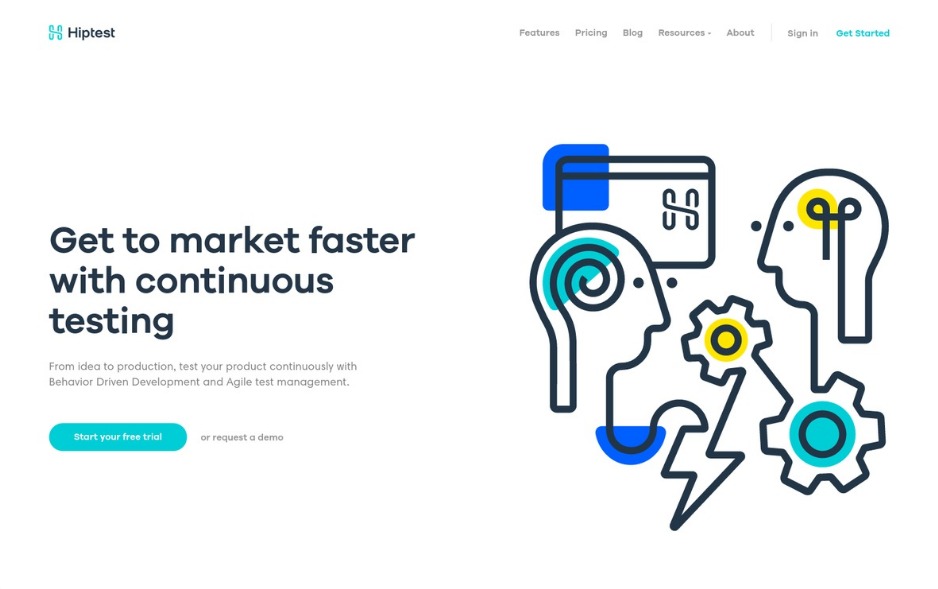 Hiptest
Features Pricing Blog Resources About Sign in Get Started
Get to market faster
with continuous
testing
From idea to production, test your product continuously with
Behavior Driven Development and Agile test management.
Start your free trial or request a demo